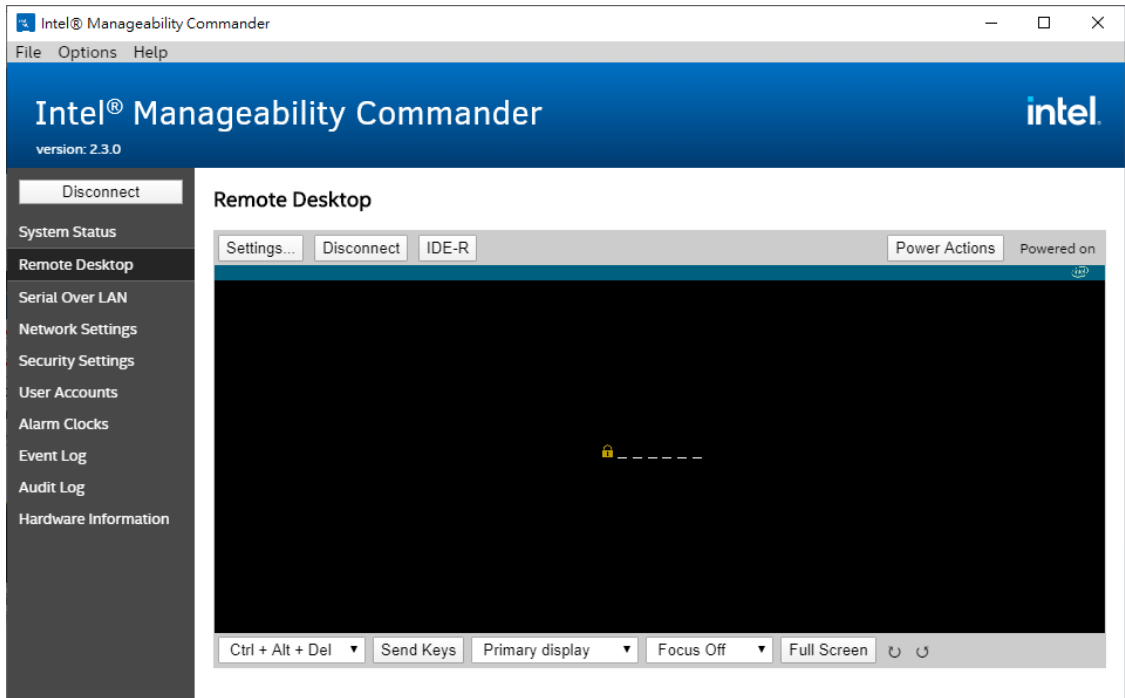 Intel® Manageability Commander
File Options Help
Intel® Manageability Commander
intel.
version: 2.3.0
Disconnect
System Status
Remote Desktop
Serial Over LAN
Network Settings
Security Settings
User Accounts
Alarm Clocks
Event Log
Audit Log
Hardware Information
Remote Desktop
Settings... Disconnect IDE-R Power Actions Powered on
_ _ _ _ _ _
Ctrl + Alt + Del Send Keys Primary display Focus Off Full Screen